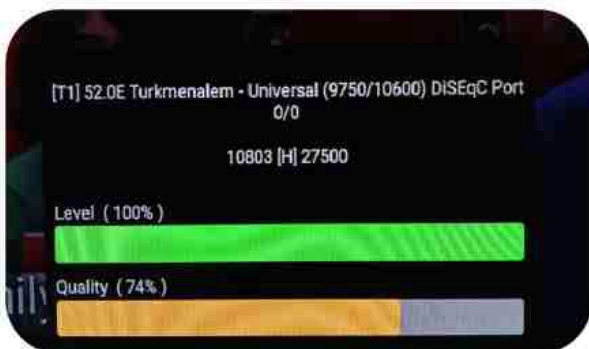 [T1] 52.0E Turkmenalem - Universal (9750/10600) DiSEqC Port
0/0
10803 [H] 27500
Level ( 100% )
Quality ( 74% )